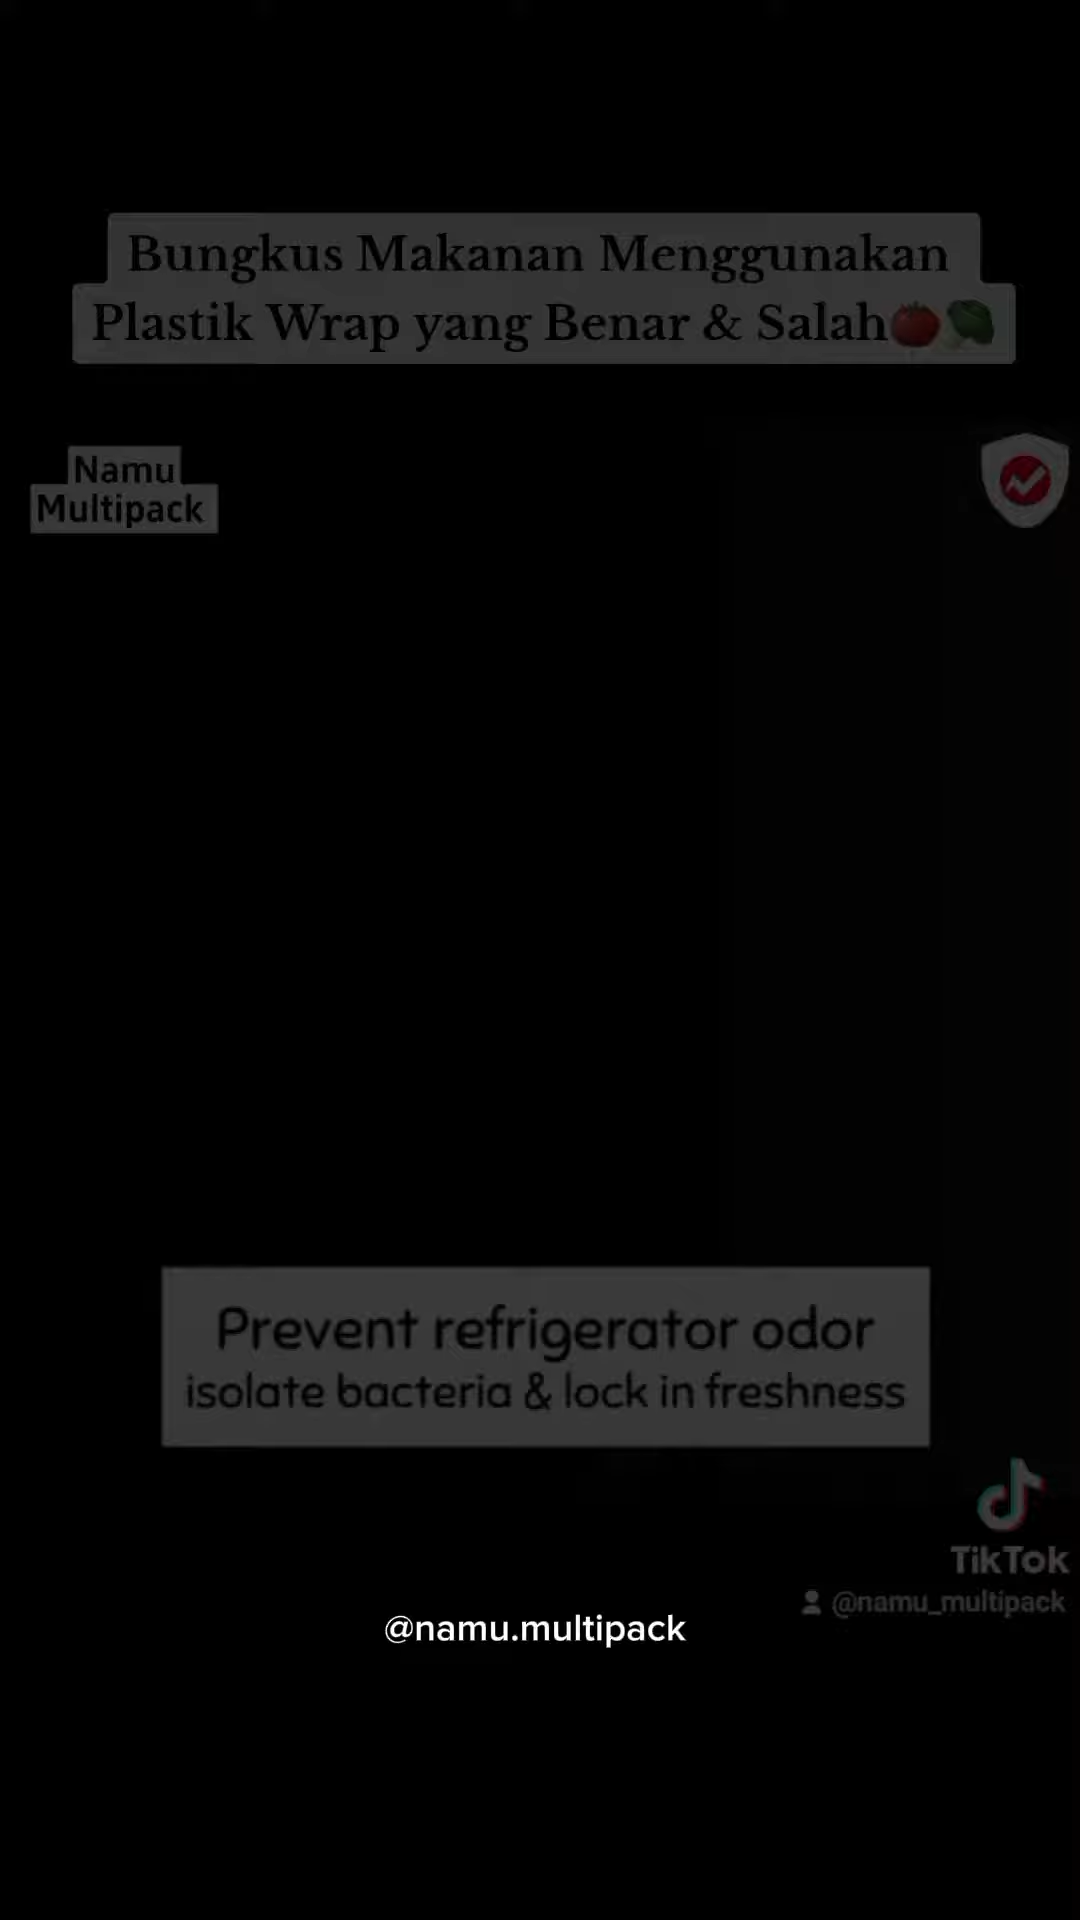 Bungkus Makanan Menggunakan
Plastik Wrap yang Benar & Salah🍅🥬
Namu
Multipack
Prevent refrigerator odor
isolate bacteria & lock in freshness
TikTok
@namu_multipack
@namu.multipack